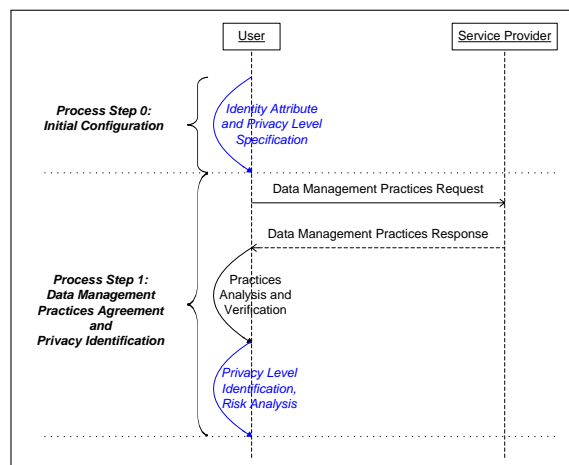 User
Service Provider
Process Step 0:
Initial Configuration
Identity Attribute
and Privacy Level
Specification
Data Management Practices Request
Data Management Practices Response
Process Step 1:
Data Management
Practices Agreement
and
Privacy Identification
Practices
Analysis and
Verification
Privacy Level
Identification,
Risk Analysis